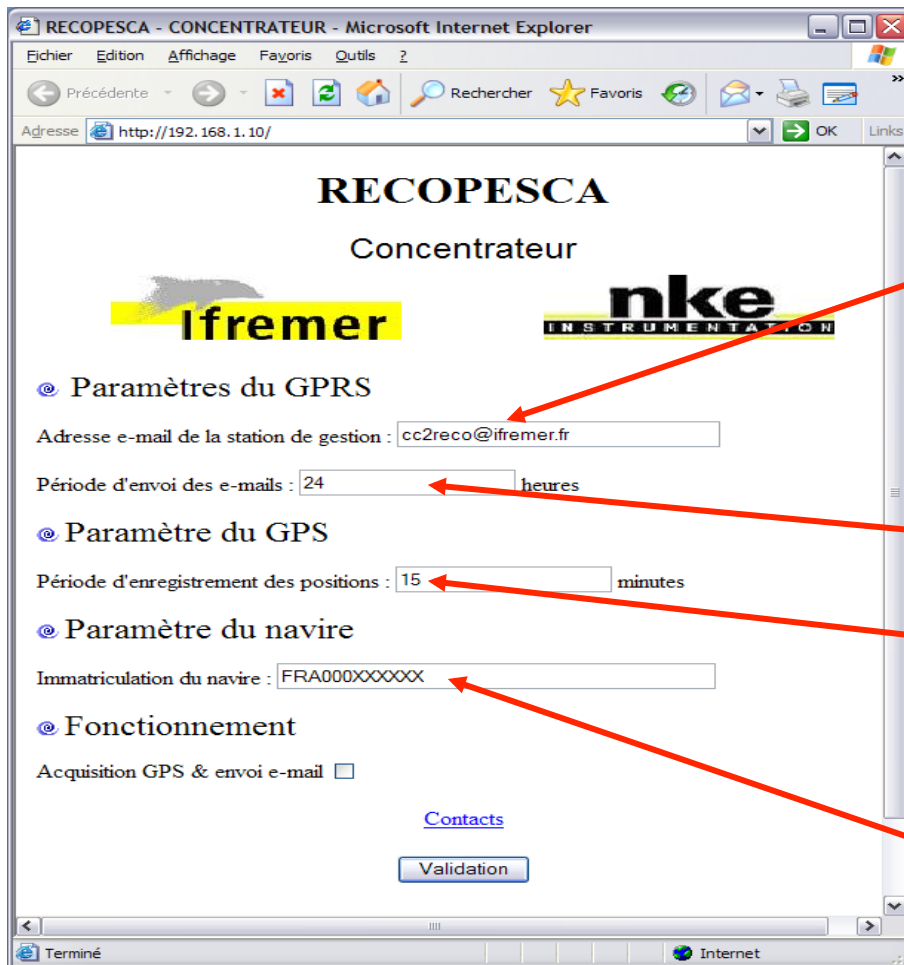 RECOPESCA - CONCENTRATEUR - Microsoft Internet Explorer
Fichier Edition Affichage Favoris Outils ?
Précédente Rechercher Favoris »
Adresse http://192.168.1.10/ OK Links
RECOPESCA
Concentrateur
Ifremer nke
INSTRUMENTATION
Paramètres du GPRS
Adresse e-mail de la station de gestion : cc2reco@ifremer.fr
Période d'envoi des e-mails : 24 heures
Paramètre du GPS
Période d'enregistrement des positions : 15 minutes
Paramètre du navire
Immatriculation du navire : FRA000XXXXXX
Fonctionnement
Acquisition GPS & envoi e-mail
Contacts
Validation
Terminé Internet